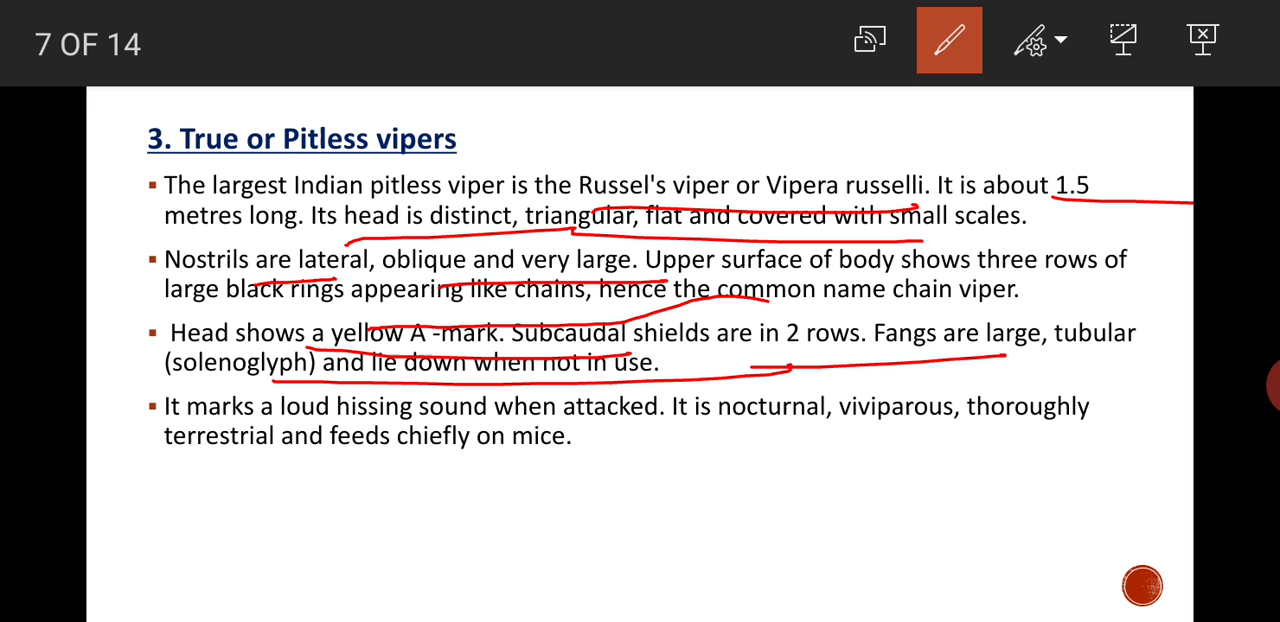 7 OF 14
3. True or Pitless vipers
▪ The largest Indian pitless viper is the Russel's viper or Vipera russelli. It is about 1.5
metres long. Its head is distinct, triangular, flat and covered with small scales.
▪ Nostrils are lateral, oblique and very large. Upper surface of body shows three rows of
large black rings appearing like chains, hence the common name chain viper.
▪ Head shows a yellow A -mark. Subcaudal shields are in 2 rows. Fangs are large, tubular
(solenoglyph) and lie down when not in use.
▪ It marks a loud hissing sound when attacked. It is nocturnal, viviparous, thoroughly
terrestrial and feeds chiefly on mice.